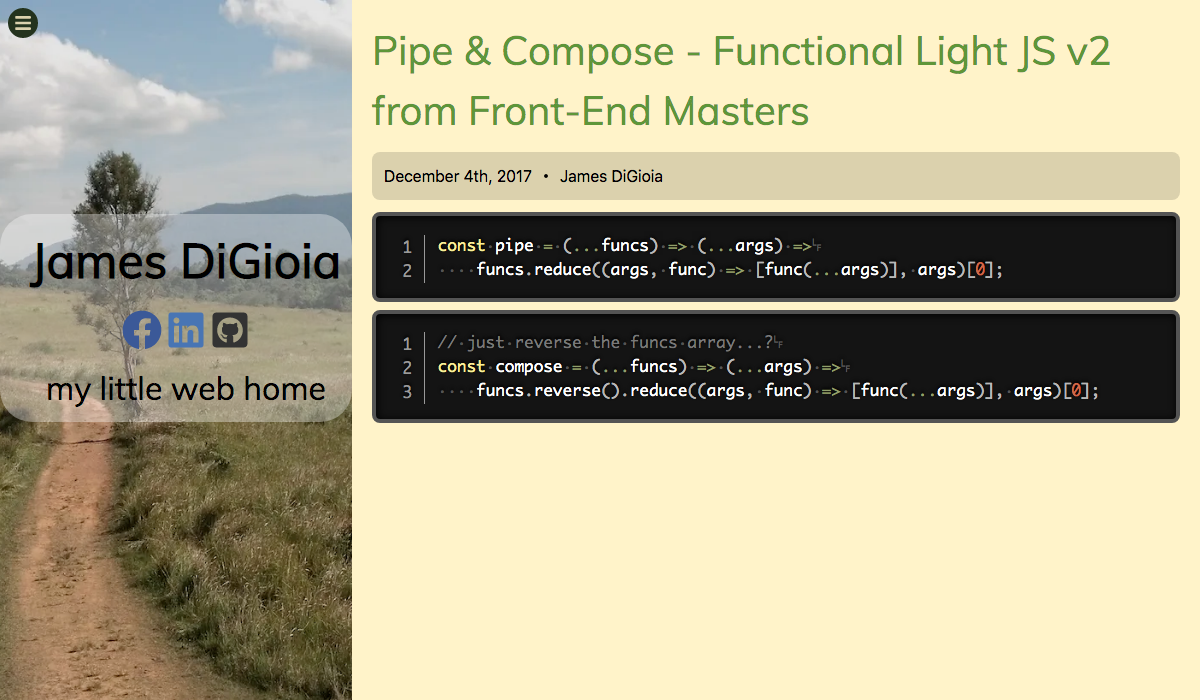 James DiGioia
my little web home
Pipe & Compose - Functional Light JS v2
from Front-End Masters
December 4th, 2017 • James DiGioia
1 const pipe = (...funcs) => (...args) =>
2     funcs.reduce((args, func) => [func(...args)], args)[0];
1 // just reverse the funcs array...?
2 const compose = (...funcs) => (...args) =>
3     funcs.reverse().reduce((args, func) => [func(...args)], args)[0];